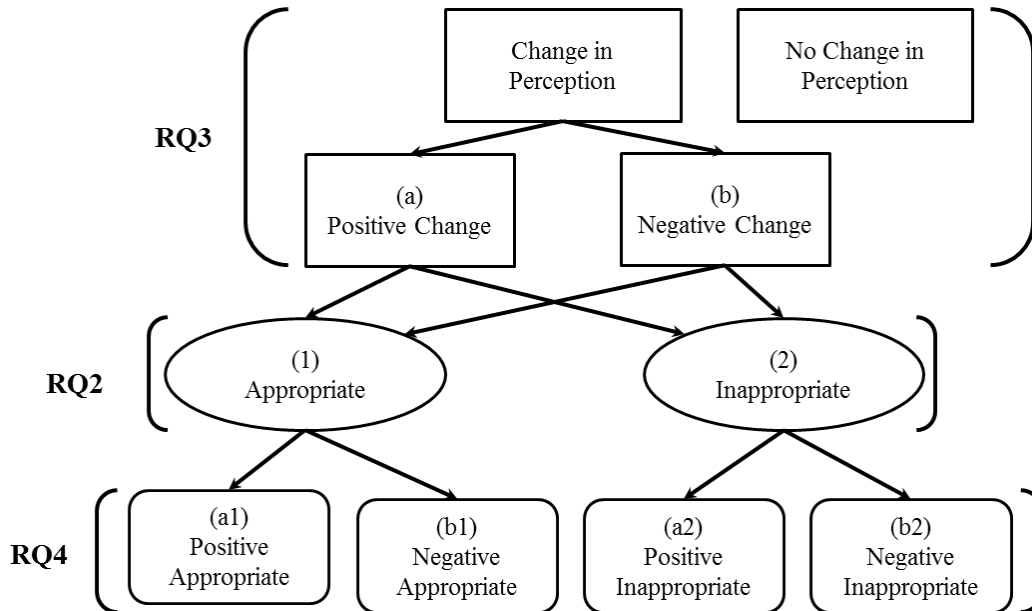 Change in
Perception
No Change in
Perception
RQ3
(a)
Positive Change
(b)
Negative Change
RQ2
(1)
Appropriate
(2)
Inappropriate
RQ4
(a1)
Positive
Appropriate
(b1)
Negative
Appropriate
(a2)
Positive
Inappropriate
(b2)
Negative
Inappropriate